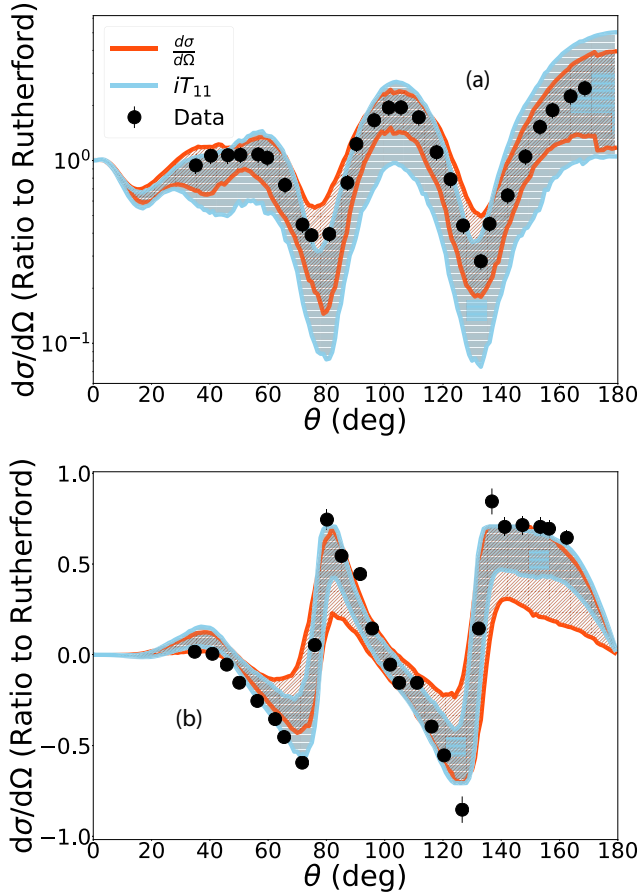 dσ/dΩ
iT₁₁
Data
(a)
10⁰
10⁻¹
dσ/dΩ (Ratio to Rutherford)
0 20 40 60 80 100 120 140 160 180
θ (deg)
1.0
0.5
0.0
−0.5
−1.0
dσ/dΩ (Ratio to Rutherford)
(b)
0 20 40 60 80 100 120 140 160 180
θ (deg)